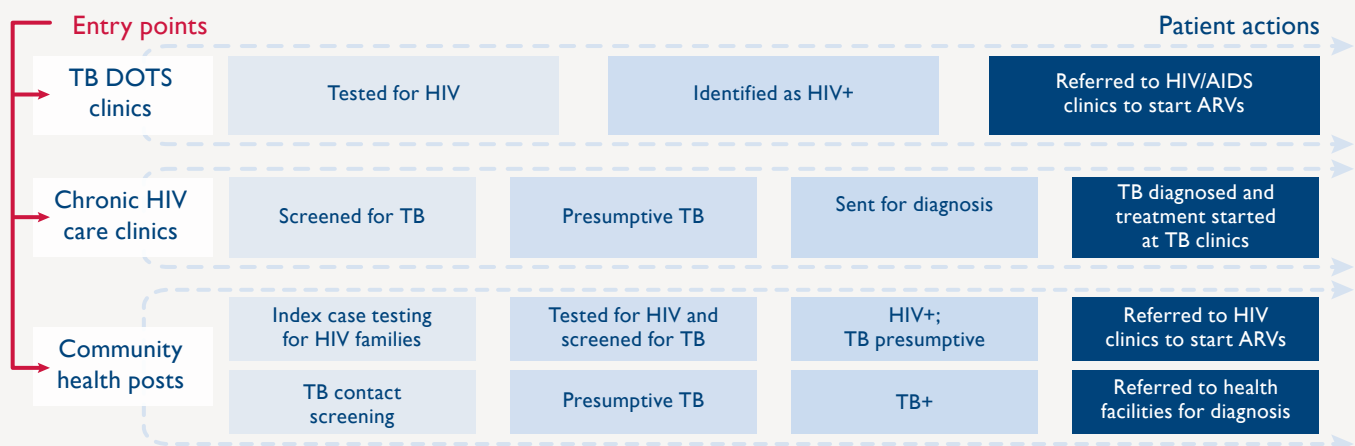 Entry points
Patient actions
TB DOTS
clinics
Tested for HIV
Identified as HIV+
Referred to HIV/AIDS
clinics to start ARVs
Chronic HIV
care clinics
Screened for TB
Presumptive TB
Sent for diagnosis
TB diagnosed and
treatment started
at TB clinics
Community
health posts
Index case testing
for HIV families
Tested for HIV and
screened for TB
HIV+;
TB presumptive
Referred to HIV
clinics to start ARVs
TB contact
screening
Presumptive TB
TB+
Referred to health
facilities for diagnosis